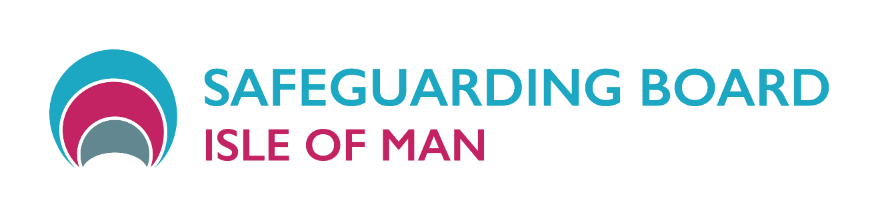 SAFEGUARDING BOARD
ISLE OF MAN